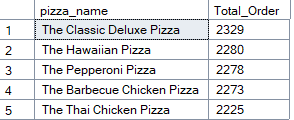 pizza_name Total_Order
1 The Classic Deluxe Pizza 2329
2 The Hawaiian Pizza 2280
3 The Pepperoni Pizza 2278
4 The Barbecue Chicken Pizza 2273
5 The Thai Chicken Pizza 2225